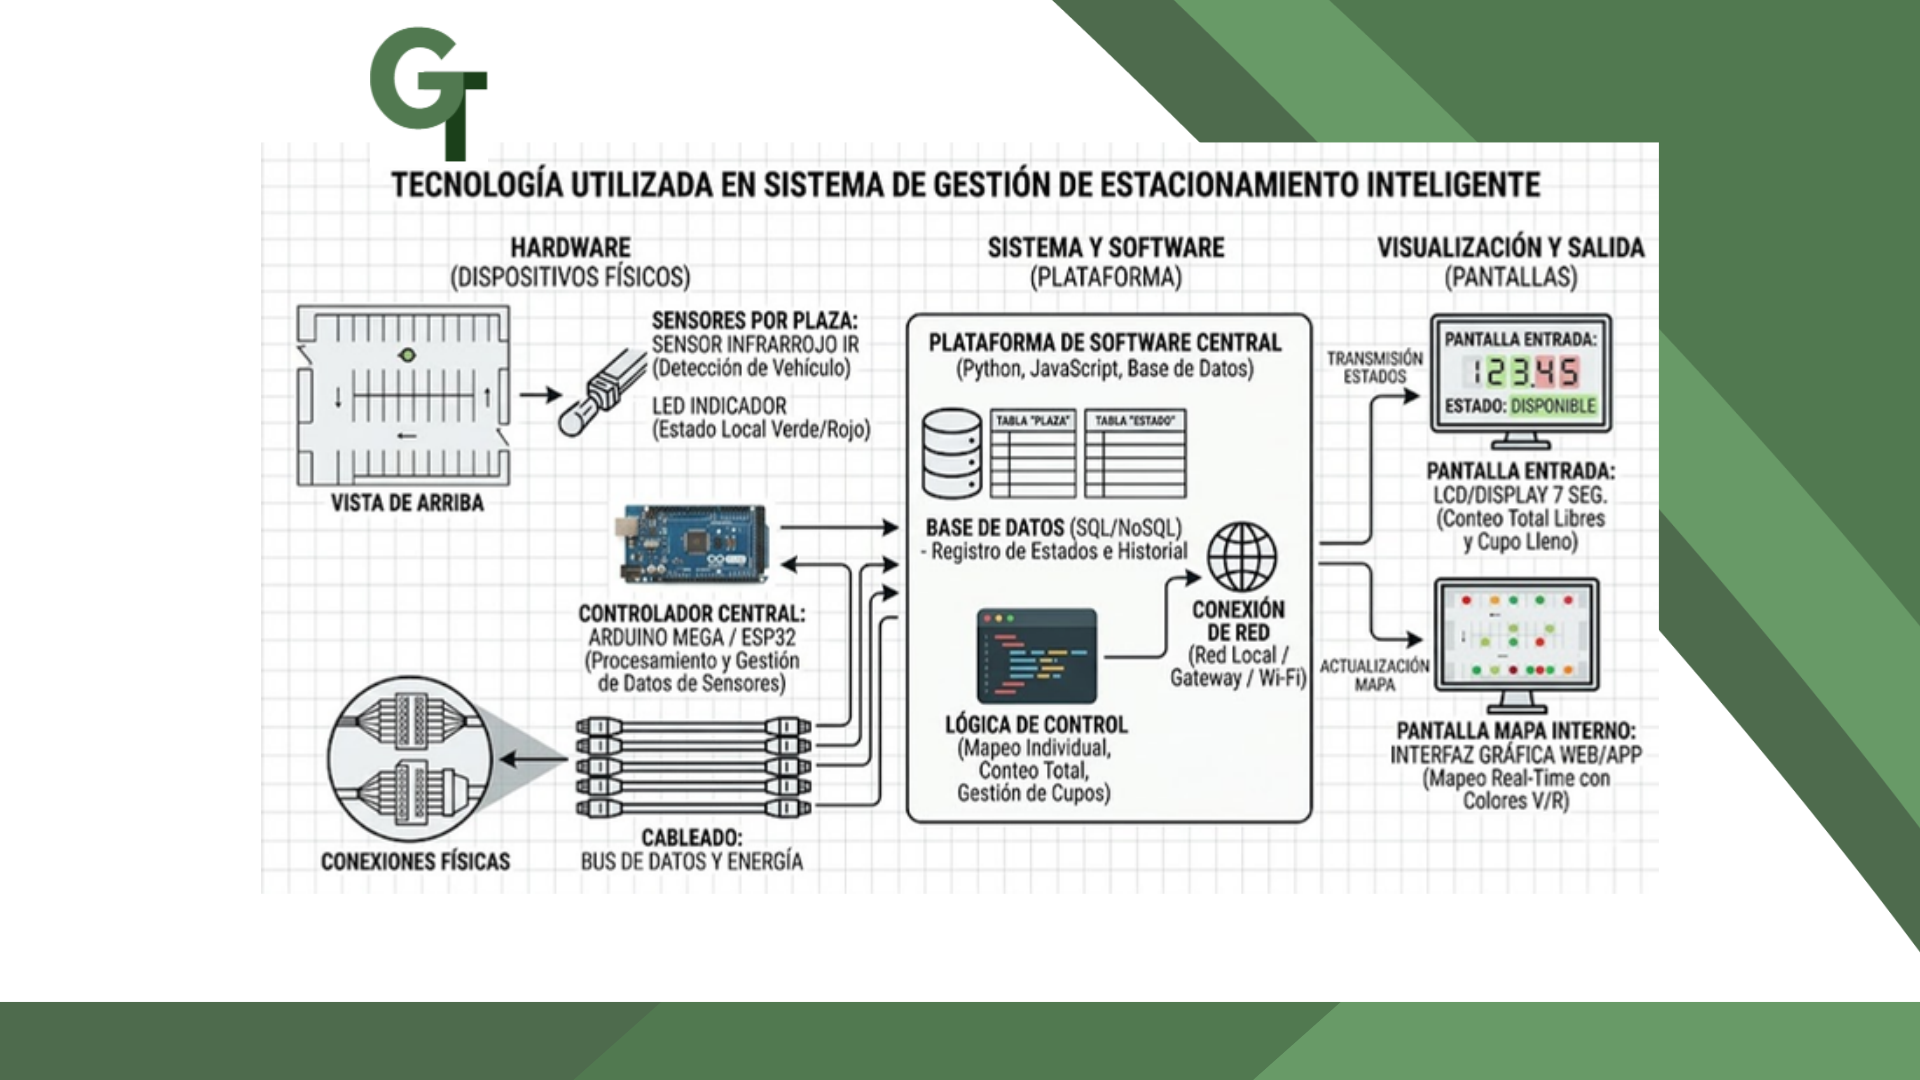 GT
TECNOLOGÍA UTILIZADA EN SISTEMA DE GESTIÓN DE ESTACIONAMIENTO INTELIGENTE
HARDWARE
(DISPOSITIVOS FÍSICOS)
SENSORES POR PLAZA:
SENSOR INFRARROJO IR
(Detección de Vehículo)
LED INDICADOR
(Estado Local Verde/Rojo)
VISTA DE ARRIBA
CONTROLADOR CENTRAL:
ARDUINO MEGA / ESP32
(Procesamiento y Gestión
de Datos de Sensores)
CONEXIONES FÍSICAS
CABLEADO:
BUS DE DATOS Y ENERGÍA
SISTEMA Y SOFTWARE
(PLATAFORMA)
PLATAFORMA DE SOFTWARE CENTRAL
(Python, JavaScript, Base de Datos)
TABLA "PLAZA"
TABLA "ESTADO"
BASE DE DATOS (SQL/NoSQL)
- Registro de Estados e Historial
CONEXIÓN
DE RED
(Red Local /
Gateway / Wi-Fi)
LÓGICA DE CONTROL
(Mapeo Individual,
Conteo Total,
Gestión de Cupos)
VISUALIZACIÓN Y SALIDA
(PANTALLAS)
TRANSMISIÓN
ESTADOS
PANTALLA ENTRADA:
123.45
ESTADO: DISPONIBLE
PANTALLA ENTRADA:
LCD/DISPLAY 7 SEG.
(Conteo Total Libres
y Cupo Lleno)
ACTUALIZACIÓN
MAPA
PANTALLA MAPA INTERNO:
INTERFAZ GRÁFICA WEB/APP
(Mapeo Real-Time con
Colores V/R)